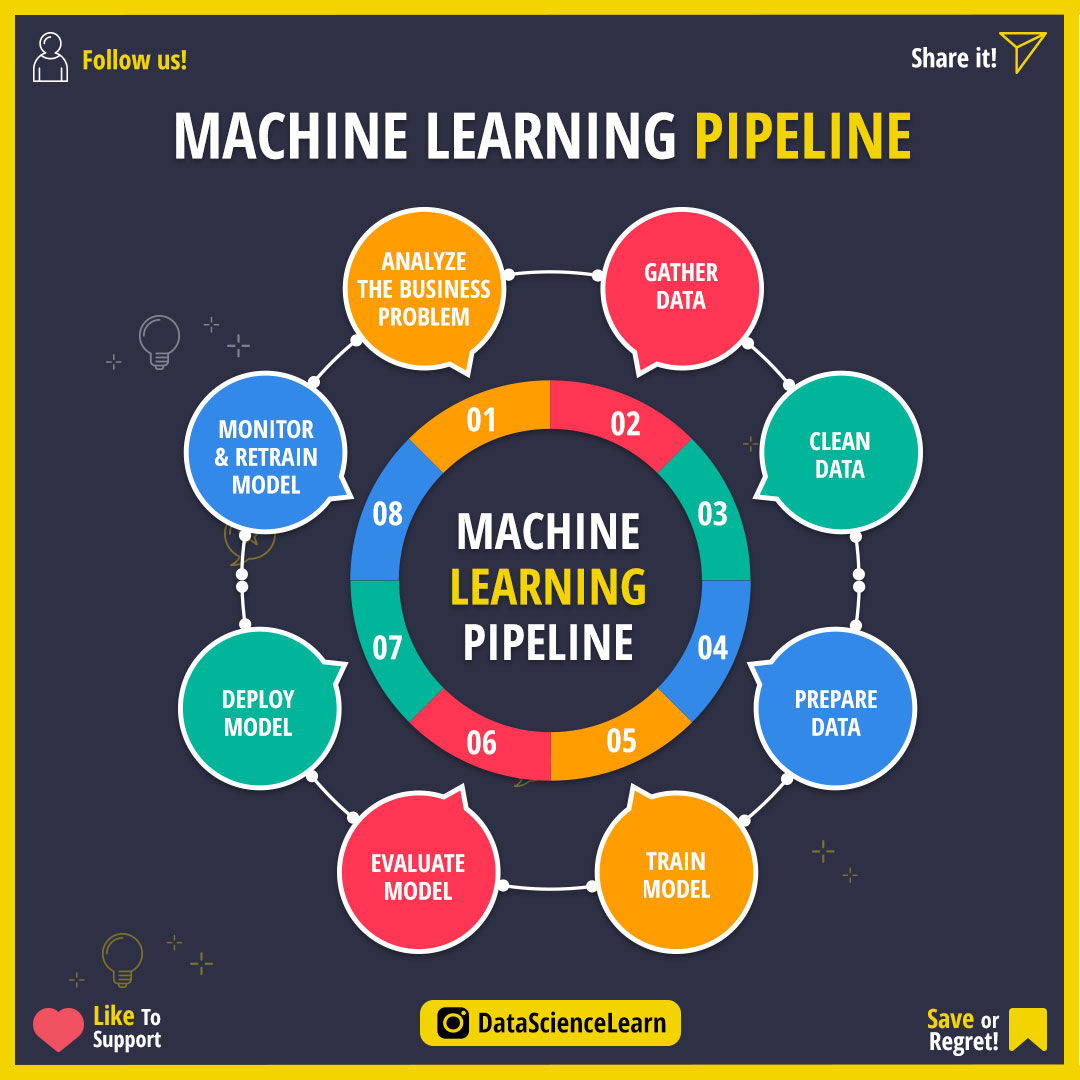 Follow us!
Share it!
MACHINE LEARNING PIPELINE
ANALYZE
THE BUSINESS
PROBLEM
GATHER
DATA
CLEAN
DATA
PREPARE
DATA
TRAIN
MODEL
EVALUATE
MODEL
DEPLOY
MODEL
MONITOR
& RETRAIN
MODEL
01
02
03
04
05
06
07
08
MACHINE
LEARNING
PIPELINE
Like To
Support
DataScienceLearn
Save or
Regret!